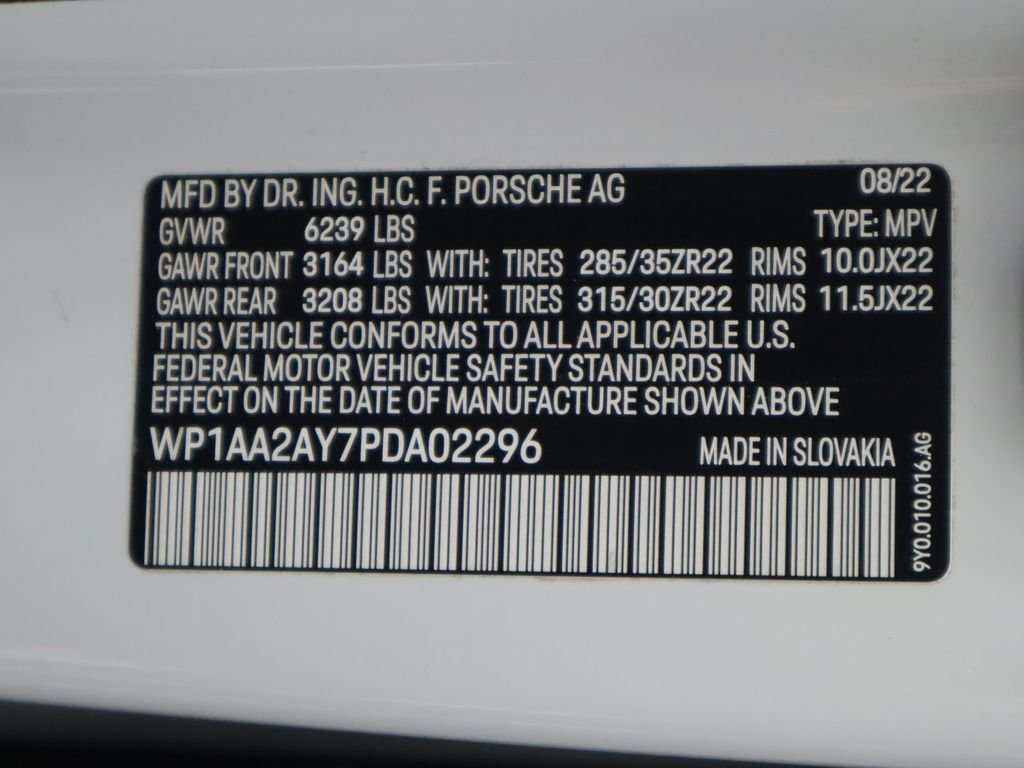 MFD BY DR. ING. H.C. F. PORSCHE AG 08/22
GVWR 6239 LBS TYPE: MPV
GAWR FRONT 3164 LBS WITH: TIRES 285/35ZR22 RIMS 10.0JX22
GAWR REAR 3208 LBS WITH: TIRES 315/30ZR22 RIMS 11.5JX22
THIS VEHICLE CONFORMS TO ALL APPLICABLE U.S.
FEDERAL MOTOR VEHICLE SAFETY STANDARDS IN
EFFECT ON THE DATE OF MANUFACTURE SHOWN ABOVE
WP1AA2AY7PDA02296 MADE IN SLOVAKIA
9Y0.010.016.AG